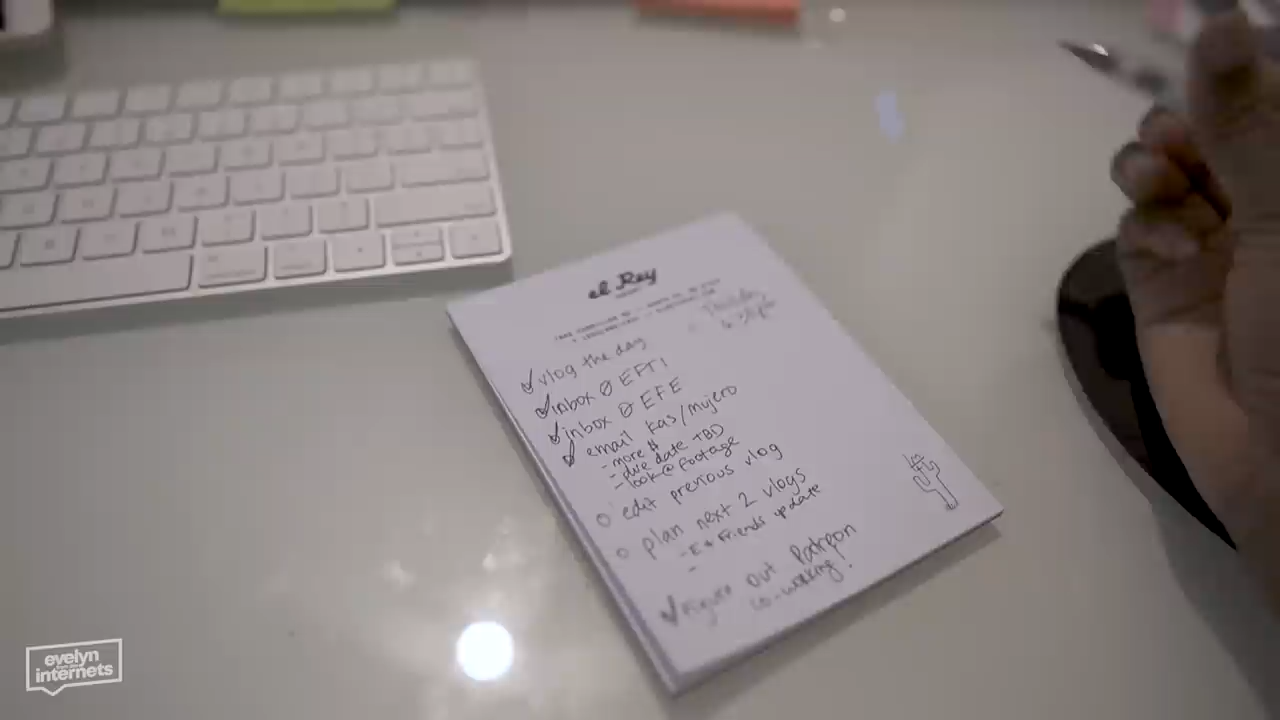 el Rey
vlog the day
inbox 0 EFTI
inbox 0 EFE
email kas/mujero
- more $
- due date TBD
- look @ footage
edit previous vlog
plan next 2 vlogs
- E + Friends update
-
Figure out Patreon
co-working!
evelyn
internets